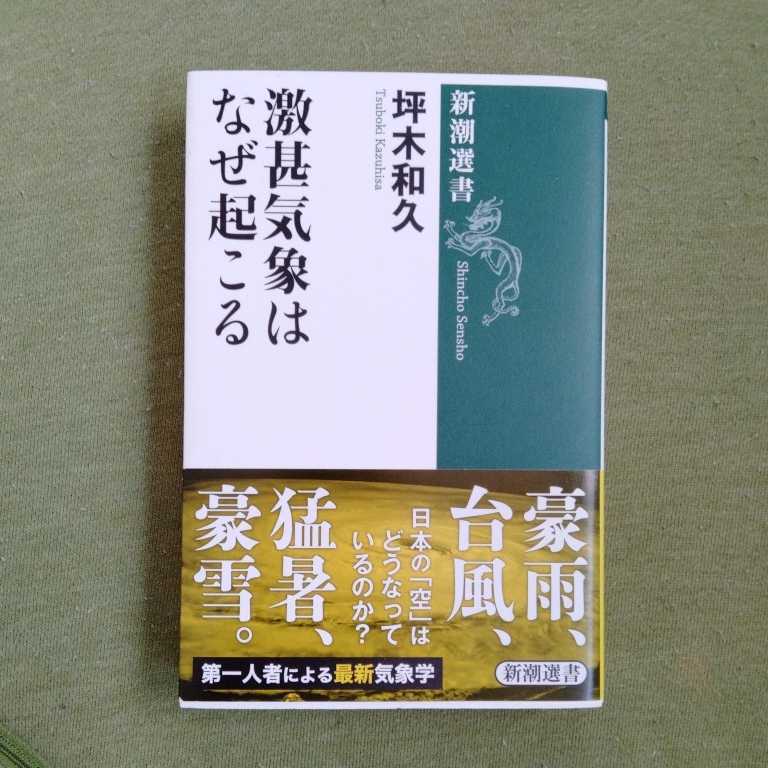 新潮選書
Shincho Sensho
坪木和久
Tsuboki Kazuhisa
激甚気象は
なぜ起こる
豪雨、
台風、
日本の「空」は
どうなって
いるのか?
猛暑、
豪雪。
第一人者による最新気象学
新潮選書